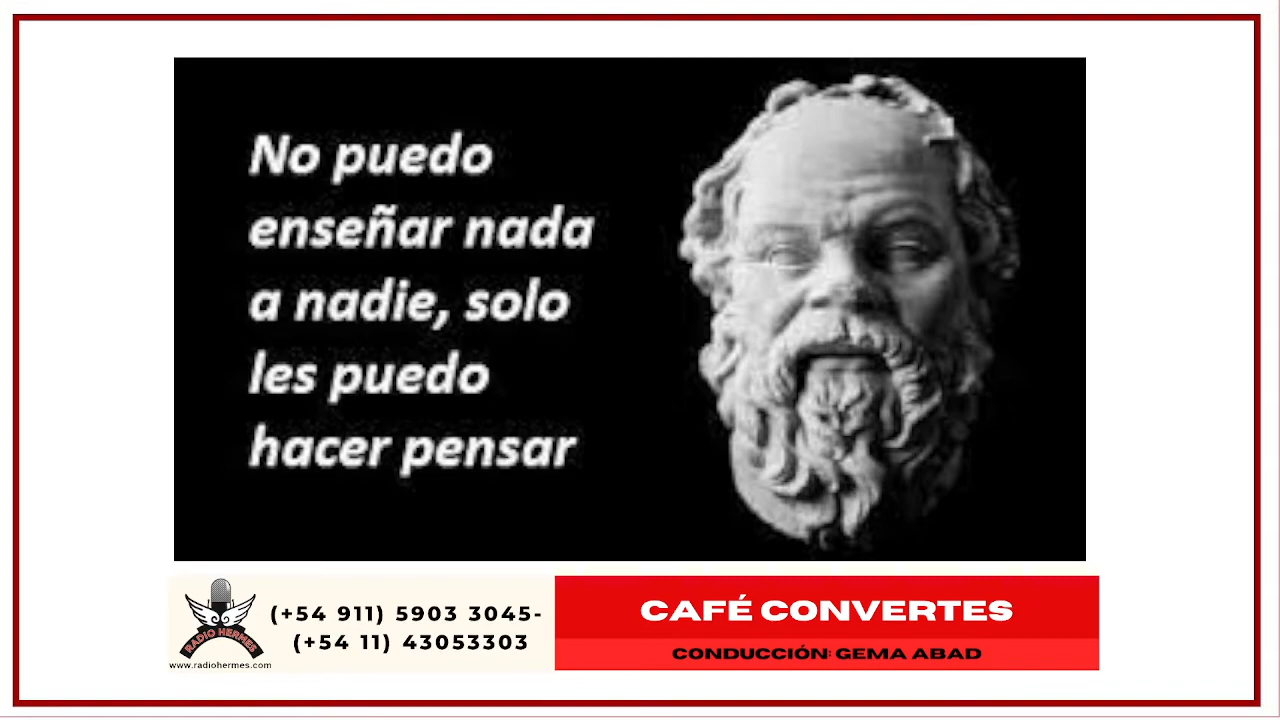 No puedo
enseñar nada
a nadie, solo
les puedo
hacer pensar
RADIO HERMES
www.radiohermes.com
(+54 911) 5903 3045-
(+54 11) 43053303
CAFÉ CONVERTES
CONDUCCIÓN: GEMA ABAD